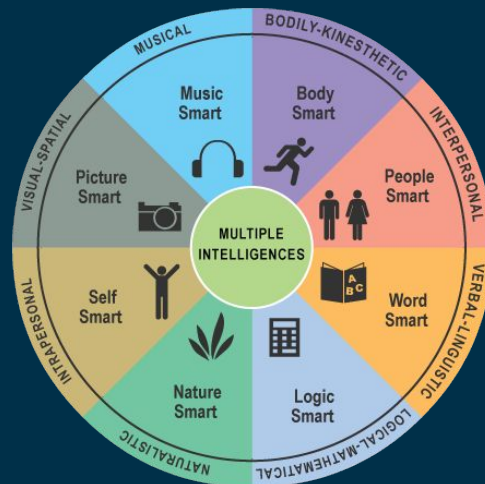 MUSICAL
BODILY-KINESTHETIC
INTERPERSONAL
VERBAL-LINGUISTIC
LOGICAL-MATHEMATICAL
NATURALISTIC
INTRAPERSONAL
VISUAL-SPATIAL
Music
Smart
Body
Smart
People
Smart
A
B C
Word
Smart
Logic
Smart
Nature
Smart
Self
Smart
Picture
Smart
MULTIPLE
INTELLIGENCES